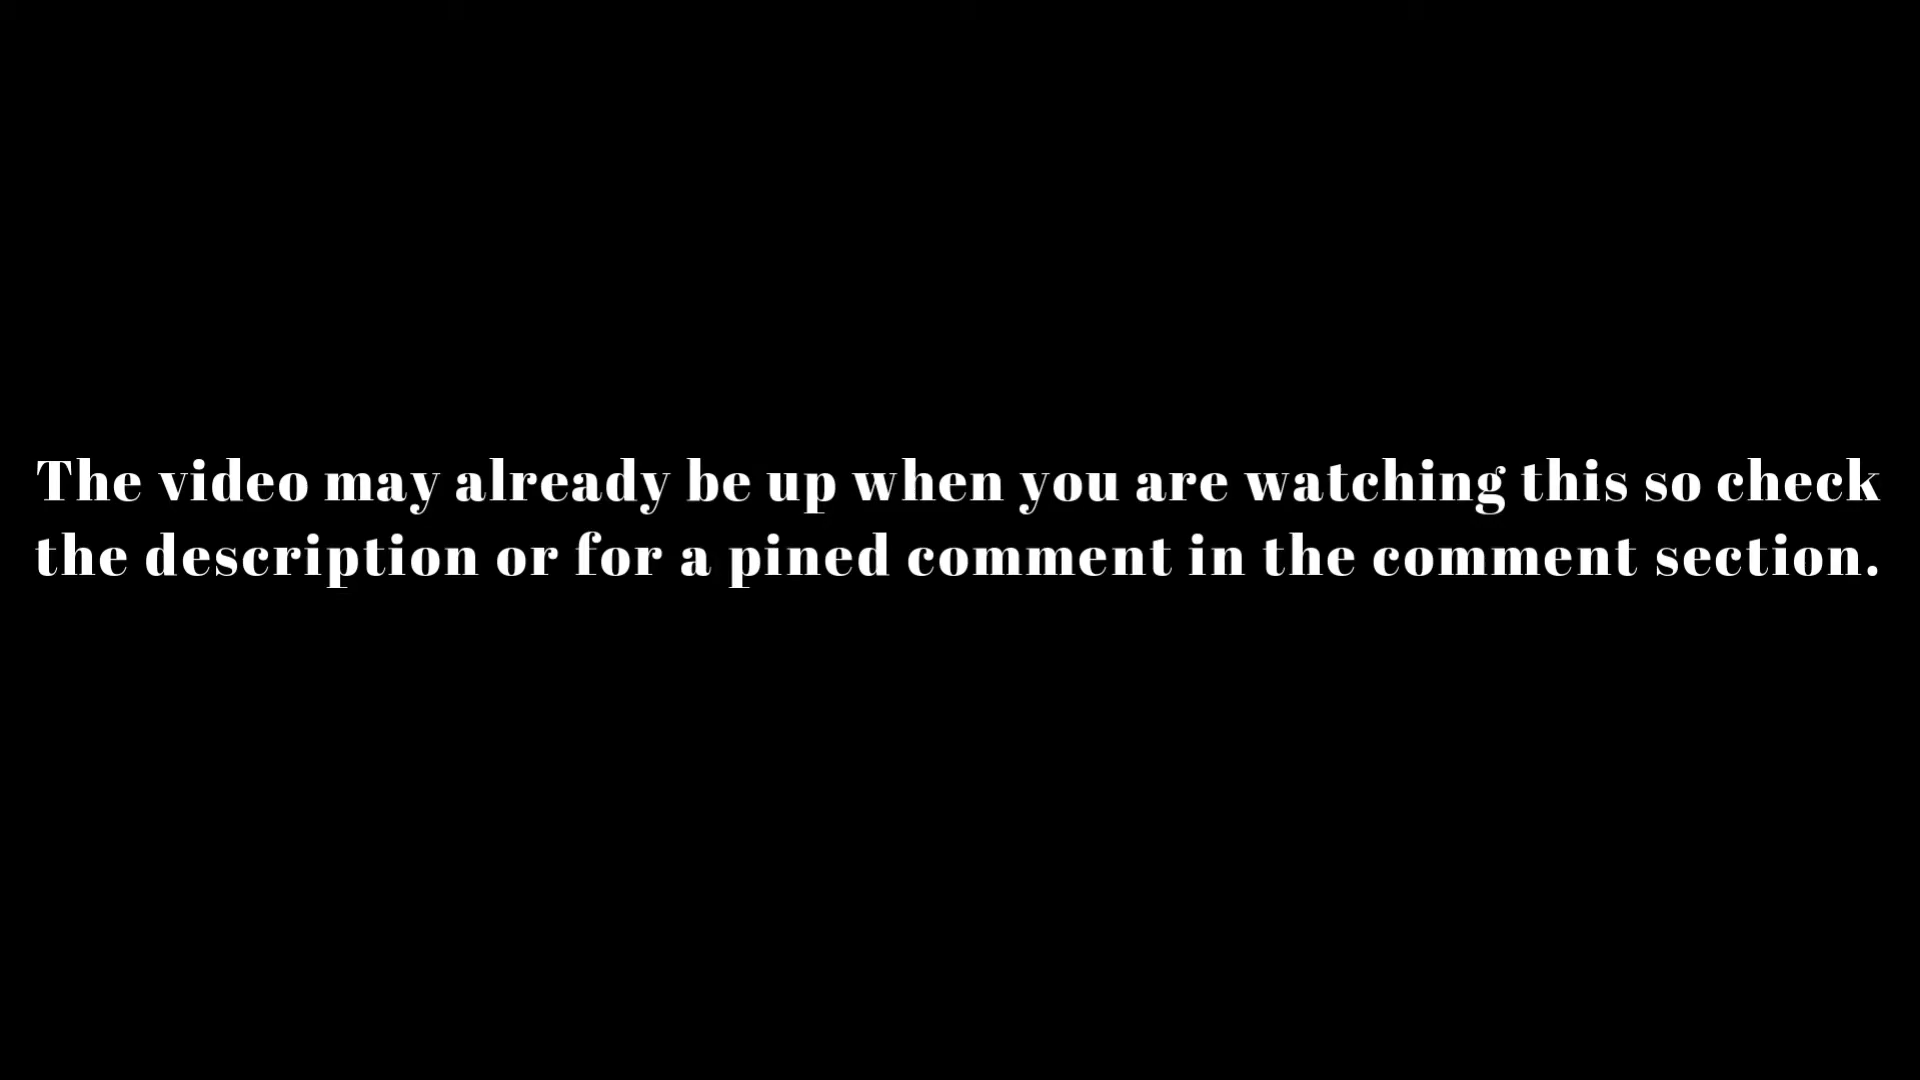 The video may already be up when you are watching this so check
the description or for a pined comment in the comment section.